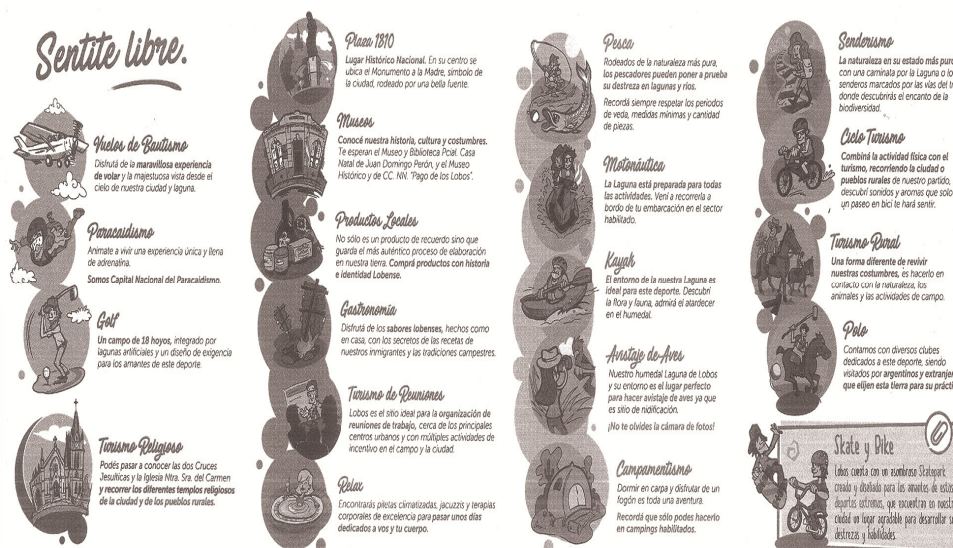 Sentite libre.
Vuelos de Bautismo
Disfrutá de la maravillosa experiencia
de volar y la majestuosa vista desde el
cielo de nuestra ciudad y laguna.
Paracaidismo
Animate a vivir una experiencia única y llena
de adrenalina.
Somos Capital Nacional del Paracaidismo.
Golf
Un campo de 18 hoyos, integrado por
lagunas artificiales y un diseño de exigencia
para los amantes de este deporte.
Turismo Religioso
Podés pasar a conocer las dos Cruces
Jesuíticas y la Iglesia Ntra. Sra. del Carmen
y recorrer los diferentes templos religiosos
de la ciudad y de los pueblos rurales.
Plaza 1810
Lugar Histórico Nacional. En su centro se
ubica el Monumento a la Madre, símbolo de
la ciudad, rodeado por una bella fuente.
Museos
Conocé nuestra historia, cultura y costumbres.
Te esperan el Museo y Biblioteca Pcial. Casa
Natal de Juan Domingo Perón, y el Museo
Histórico y de CC. NN. "Pago de los Lobos".
Productos Locales
No sólo es un producto de recuerdo sino que
guarda el más auténtico proceso de elaboración
en nuestra tierra. Comprá productos con historia
e identidad Lobense.
Gastronomía
Disfrutá de los sabores lobenses, hechos como
en casa, con los secretos de las recetas de
nuestros inmigrantes y las tradiciones campestres.
Turismo de Reuniones
Lobos es el sitio ideal para la organización de
reuniones de trabajo, cerca de los principales
centros urbanos y con múltiples actividades de
incentivo en el campo y la ciudad.
Relax
Encontrarás piletas climatizadas, jacuzzis y terapias
corporales de excelencia para pasar unos días
dedicados a vos y tu cuerpo.
Pesca
Rodeados de la naturaleza más pura,
los pescadores pueden poner a prueba
su destreza en lagunas y ríos.
Recordá siempre respetar los períodos
de veda, medidas mínimas y cantidad
de piezas.
Motonáutica
La Laguna está preparada para todas
las actividades. Vení a recorrerla a
bordo de tu embarcación en el sector
habilitado.
Kayak
El entorno de la nuestra Laguna es
ideal para este deporte. Descubrí
la flora y fauna, admirá el atardecer
en el humedal.
Avistaje de Aves
Nuestro humedal Laguna de Lobos
y su entorno es el lugar perfecto
para hacer avistaje de aves ya que
es sitio de nidificación.
¡No te olvides la cámara de fotos!
Campamentismo
Dormir en carpa y disfrutar de un
fogón es toda una aventura.
Recordá que sólo podes hacerlo
en campings habilitados.
Senderismo
La naturaleza en su estado más puro
con una caminata por la Laguna o lo
senderos marcados por las vías del tr
donde descubrirás el encanto de la
biodiversidad.
Ciclo Turismo
Combiná la actividad física con el
turismo, recorriendo la ciudad o
pueblos rurales de nuestro partido,
descubrí sonidos y aromas que solo
un paseo en bici te hará sentir.
Turismo Rural
Una forma diferente de revivir
nuestras costumbres, es hacerlo en
contacto con la naturaleza, los
animales y las actividades de campo.
Polo
Contamos con diversos clubes
dedicados a este deporte, siendo
visitados por argentinos y extranjer
que elijen esta tierra para su práctic
Skate y Bike
Lobos cuenta con un asombroso Skatepark
creado y diseñado para los amantes de estos
deportes extremos, que encuentran en nuestra
ciudad un lugar agradable para desarrollar su
destrezas y habilidades.